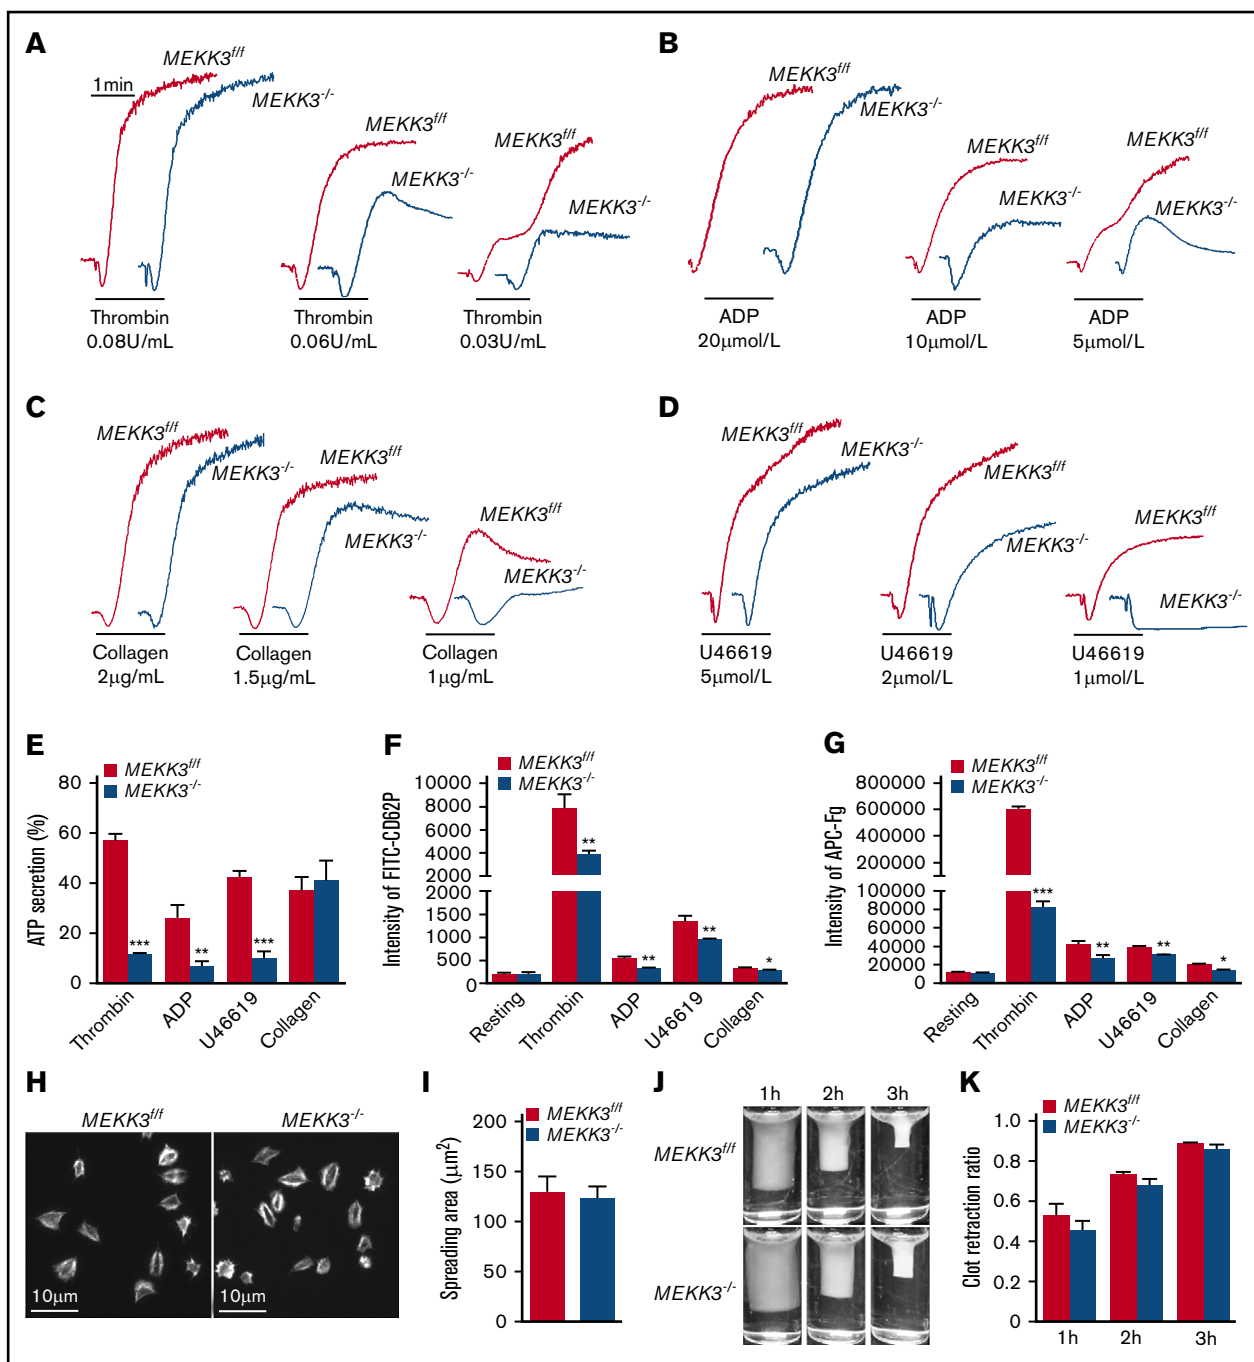 A
MEKK3f/f
1min
MEKK3-/-
MEKK3f/f
MEKK3-/-
MEKK3f/f
MEKK3-/-
Thrombin
0.08U/mL
Thrombin
0.06U/mL
Thrombin
0.03U/mL
B
MEKK3f/f
MEKK3-/-
MEKK3f/f
MEKK3-/-
MEKK3f/f
MEKK3-/-
ADP
20μmol/L
ADP
10μmol/L
ADP
5μmol/L
C
MEKK3f/f
MEKK3-/-
MEKK3f/f
MEKK3-/-
MEKK3f/f
MEKK3-/-
Collagen
2μg/mL
Collagen
1.5μg/mL
Collagen
1μg/mL
D
MEKK3f/f
MEKK3-/-
MEKK3f/f
MEKK3-/-
MEKK3f/f
MEKK3-/-
U46619
5μmol/L
U46619
2μmol/L
U46619
1μmol/L
E
MEKK3f/f
MEKK3-/-
ATP secretion (%)
80
60
40
20
0
***
**
***
Thrombin
ADP
U46619
Collagen
F
MEKK3f/f
MEKK3-/-
Intensity of FITC-CD62P
10000
8000
6000
4000
2000
2000
1500
1000
500
0
**
**
**
*
Resting
Thrombin
ADP
U46619
Collagen
G
MEKK3f/f
MEKK3-/-
Intensity of APC-Fg
800000
600000
400000
200000
100000
80000
60000
40000
20000
0
***
**
**
*
Resting
Thrombin
ADP
U46619
Collagen
H
MEKK3f/f
MEKK3-/-
10μm
10μm
I
MEKK3f/f
MEKK3-/-
Spreading area (μm2)
200
150
100
50
0
J
1h
2h
3h
MEKK3f/f
MEKK3-/-
K
MEKK3f/f
MEKK3-/-
Clot retraction ratio
1.0
0.8
0.6
0.4
0.2
0
1h
2h
3h